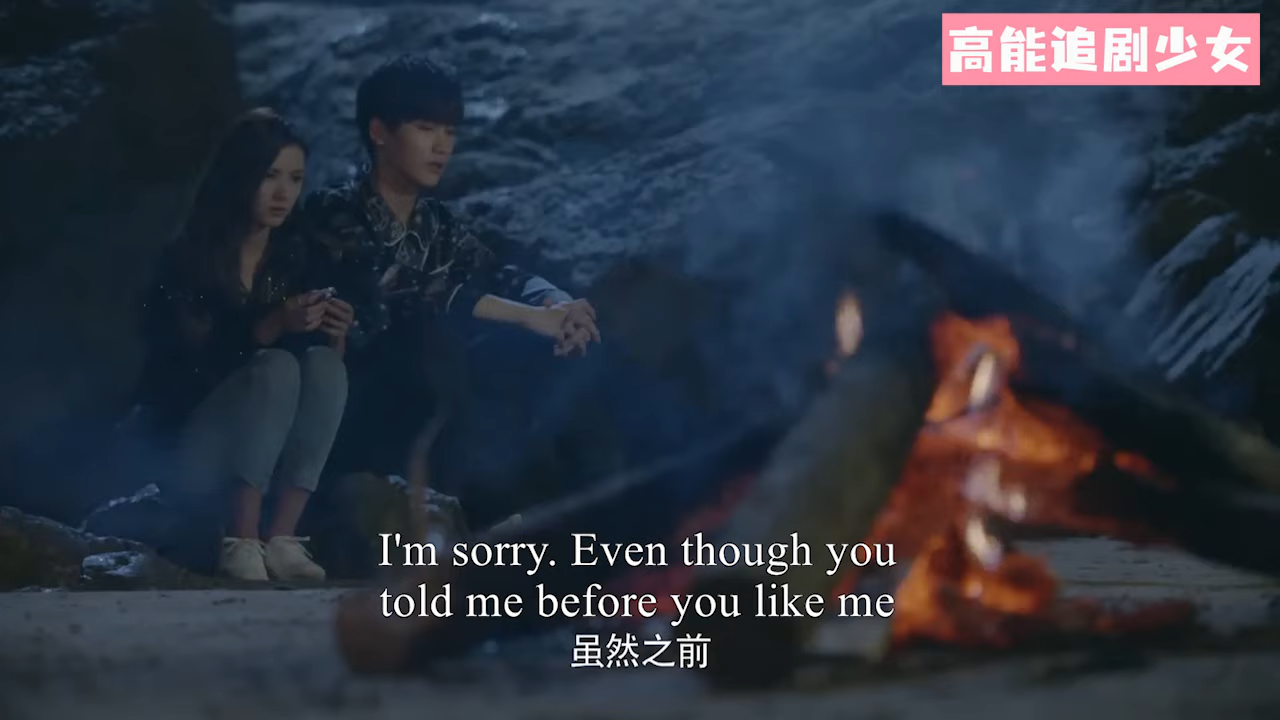 高能追剧少女
I'm sorry. Even though you
told me before you like me
虽然之前